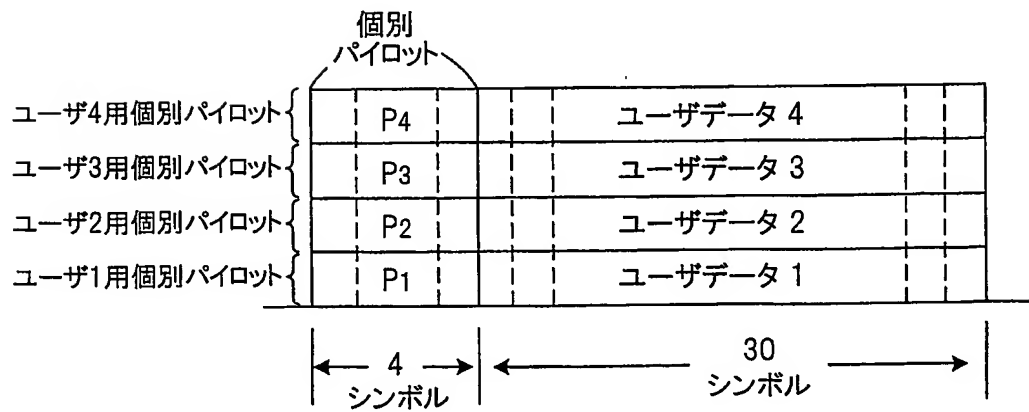 個別
パイロット
ユーザ4用個別パイロット P4 ユーザデータ 4
ユーザ3用個別パイロット P3 ユーザデータ 3
ユーザ2用個別パイロット P2 ユーザデータ 2
ユーザ1用個別パイロット P1 ユーザデータ 1
4 30
シンボル シンボル